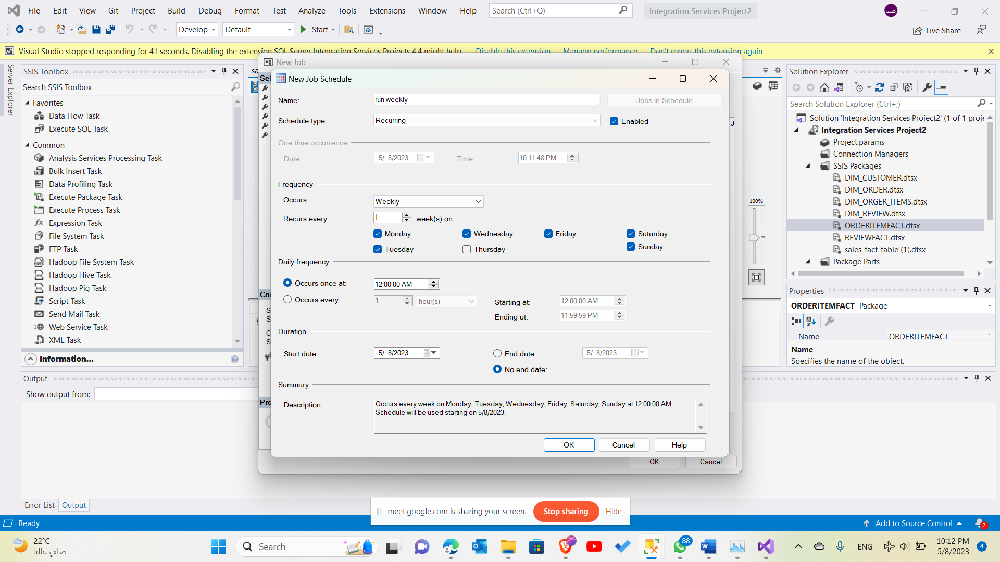 File Edit View Git Project Build Debug Format Test Analyze Tools Extensions Window Help Search (Ctrl+Q) Integration Services Project2 صم
Develop Default Start Live Share
Visual Studio stopped responding for 41 seconds. Disabling the extension SQL Server Integration Services Projects 4.4 might help. Disable this extension Manage performance Don't report this extension again
Server Explorer
SSIS Toolbox
Search SSIS Toolbox
Favorites
Data Flow Task
Execute SQL Task
Common
Analysis Services Processing Task
Bulk Insert Task
Data Profiling Task
Execute Package Task
Execute Process Task
Expression Task
File System Task
FTP Task
Hadoop File System Task
Hadoop Hive Task
Hadoop Pig Task
Script Task
Send Mail Task
Web Service Task
XML Task
Information...
sa
New Job
Sel
J
Co
S
S
C
S
Pro
OK Cancel
New Job Schedule
Name: run weekly Jobs in Schedule
Schedule type: Recurring Enabled
One-time occurrence
Date: 5/ 8/2023 Time: 10:11:48 PM
Frequency
Occurs: Weekly
Recurs every: 1 week(s) on
Monday Wednesday Friday Saturday
Tuesday Thursday Sunday
Daily frequency
Occurs once at: 12:00:00 AM
Occurs every: 1 hour(s) Starting at: 12:00:00 AM
Ending at: 11:59:59 PM
Duration
Start date: 5/ 8/2023 End date: 5/ 8/2023
No end date:
Summary
Description: Occurs every week on Monday, Tuesday, Wednesday, Friday, Saturday, Sunday at 12:00:00 AM.
Schedule will be used starting on 5/8/2023.
OK Cancel Help
100%
Solution Explorer
Search Solution Explorer (Ctrl+;)
Solution 'Integration Services Project2' (1 of 1 proje
Integration Services Project2
Project.params
Connection Managers
SSIS Packages
DIM_CUSTOMER.dtsx
DIM_ORDER.dtsx
DIM_ORGER_ITEMS.dtsx
DIM_REVIEW.dtsx
ORDERITEMFACT.dtsx
REVIEWFACT.dtsx
sales_fact_table (1).dtsx
Package Parts
Properties
ORDERITEMFACT Package
Name ORDERITEMFACT
Name
Specifies the name of the object.
Output
Show output from:
Error List Output
meet.google.com is sharing your screen. Stop sharing Hide
Ready Add to Source Control 2
22°C
صافٍ غالبًا
Search 88 ENG 10:12 PM
5/8/2023 4